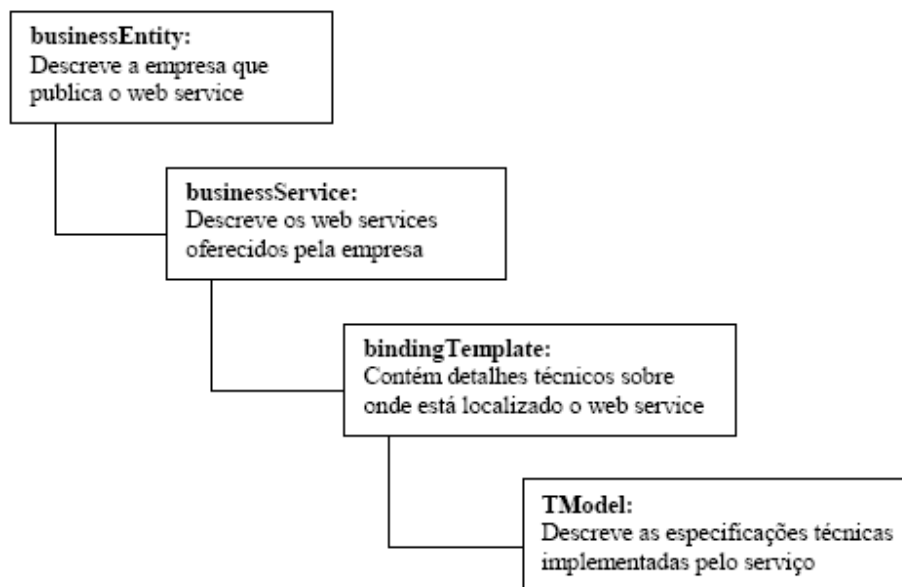 businessEntity:
Descreve a empresa que
publica o web service
businessService:
Descreve os web services
oferecidos pela empresa
bindingTemplate:
Contém detalhes técnicos sobre
onde está localizado o web service
TModel:
Descreve as especificações técnicas
implementadas pelo serviço